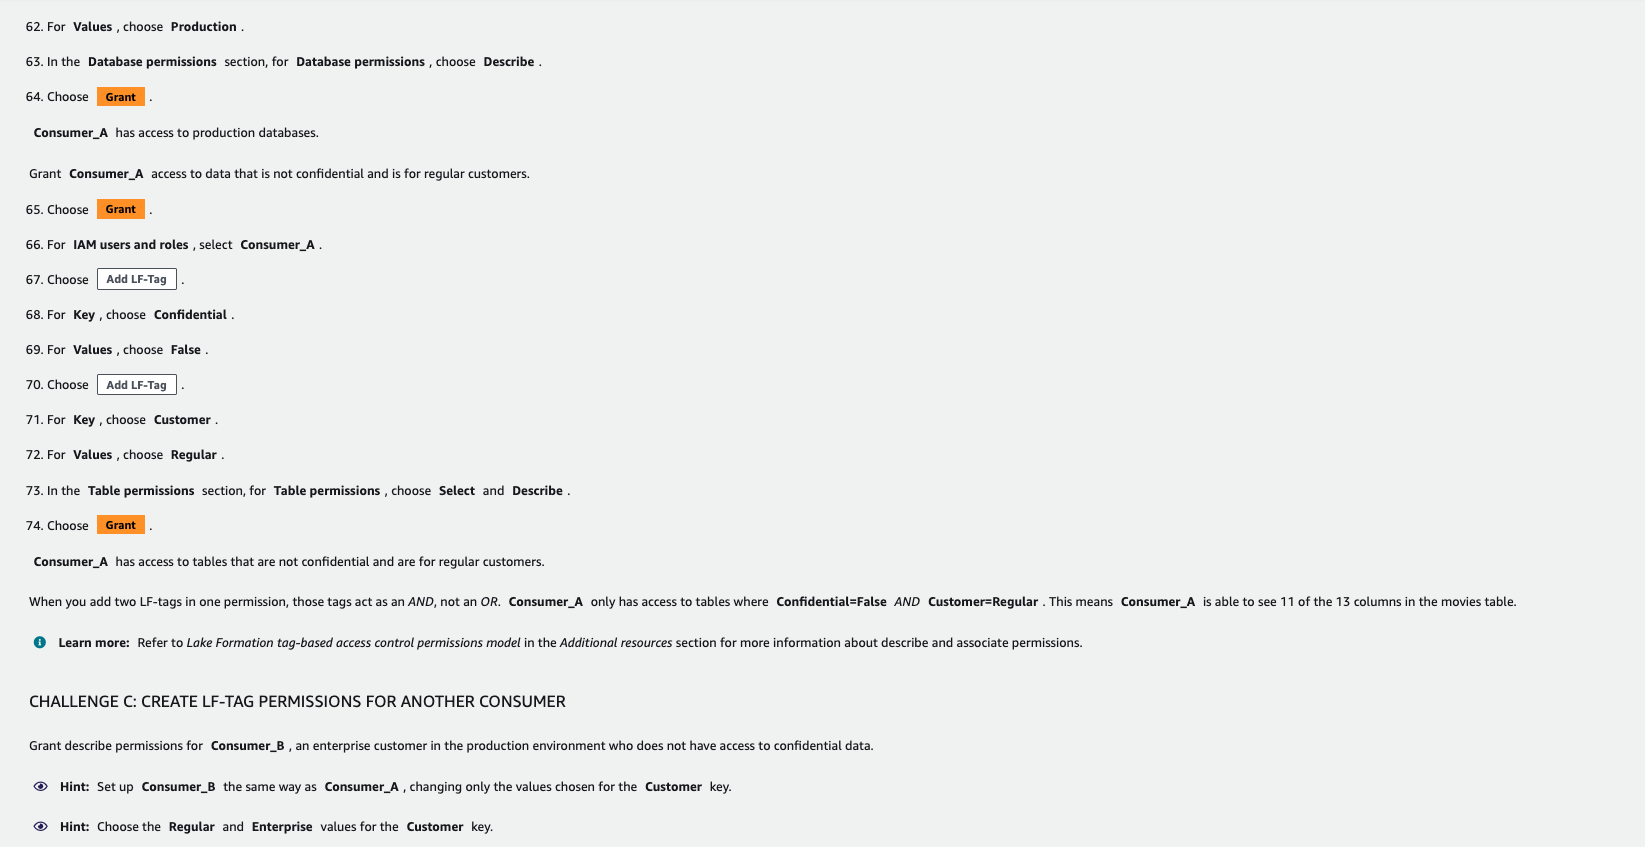 62. For Values , choose Production .
63. In the Database permissions section, for Database permissions , choose Describe .
64. Choose Grant .
Consumer_A has access to production databases.
Grant Consumer_A access to data that is not confidential and is for regular customers.
65. Choose Grant .
66. For IAM users and roles , select Consumer_A .
67. Choose Add LF-Tag .
68. For Key , choose Confidential .
69. For Values , choose False .
70. Choose Add LF-Tag .
71. For Key , choose Customer .
72. For Values , choose Regular .
73. In the Table permissions section, for Table permissions , choose Select and Describe .
74. Choose Grant .
Consumer_A has access to tables that are not confidential and are for regular customers.
When you add two LF-tags in one permission, those tags act as an AND, not an OR. Consumer_A only has access to tables where Confidential=False AND Customer=Regular . This means Consumer_A is able to see 11 of the 13 columns in the movies table.
Learn more: Refer to Lake Formation tag-based access control permissions model in the Additional resources section for more information about describe and associate permissions.
CHALLENGE C: CREATE LF-TAG PERMISSIONS FOR ANOTHER CONSUMER
Grant describe permissions for Consumer_B , an enterprise customer in the production environment who does not have access to confidential data.
Hint: Set up Consumer_B the same way as Consumer_A , changing only the values chosen for the Customer key.
Hint: Choose the Regular and Enterprise values for the Customer key.